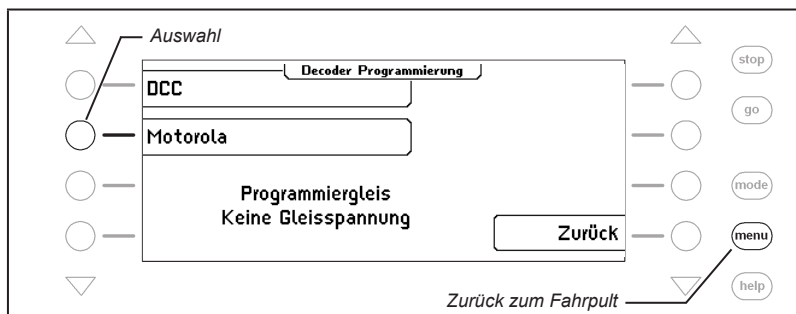 Auswahl
Decoder Programmierung
DCC
Motorola
Programmiergleis
Keine Gleisspannung
Zurück
stop
go
mode
menu
help
Zurück zum Fahrpult